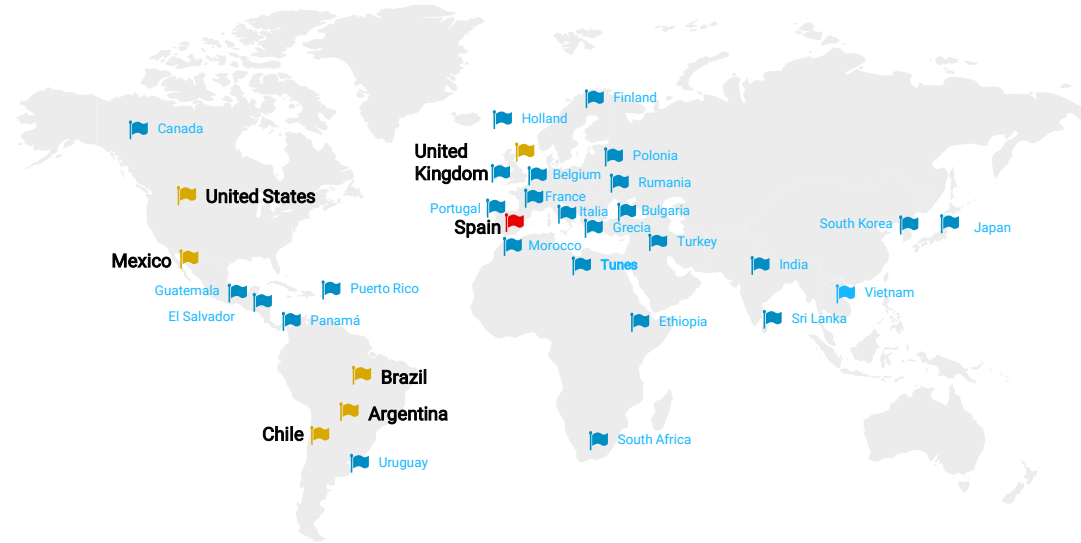 Finland
Holland
Canada
United
Kingdom
Polonia
Belgium
Rumania
United States
France
Portugal
Italia
Bulgaria
Spain
Grecia
South Korea
Japan
Morocco
Turkey
Mexico
Tunes
India
Guatemala
Puerto Rico
Vietnam
El Salvador
Panamá
Ethiopia
Sri Lanka
Brazil
Argentina
Chile
South Africa
Uruguay